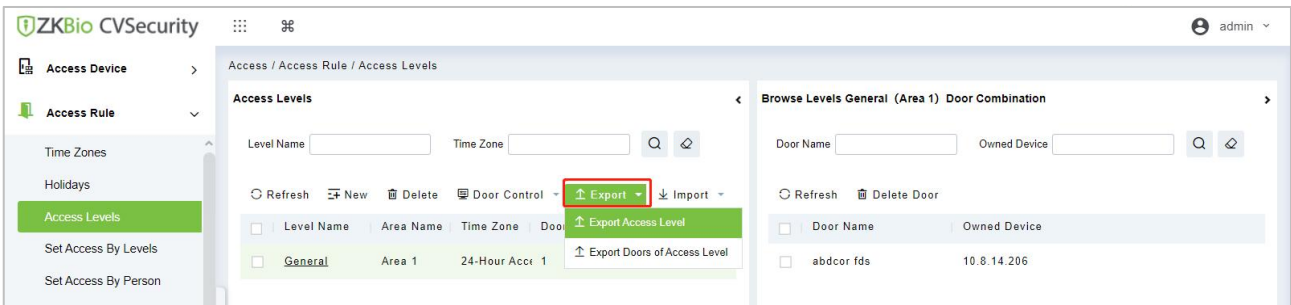 ZKBio CVSecurity
admin
Access Device
Access Rule
Time Zones
Holidays
Access Levels
Set Access By Levels
Set Access By Person
Access / Access Rule / Access Levels
Access Levels
Level Name Time Zone
Refresh New Delete Door Control Export Import
Export Access Level
Export Doors of Access Level
Level Name Area Name Time Zone Doo
General Area 1 24-Hour Acce 1
Browse Levels General (Area 1) Door Combination
Door Name Owned Device
Refresh Delete Door
Door Name Owned Device
abdcor fds 10.8.14.206